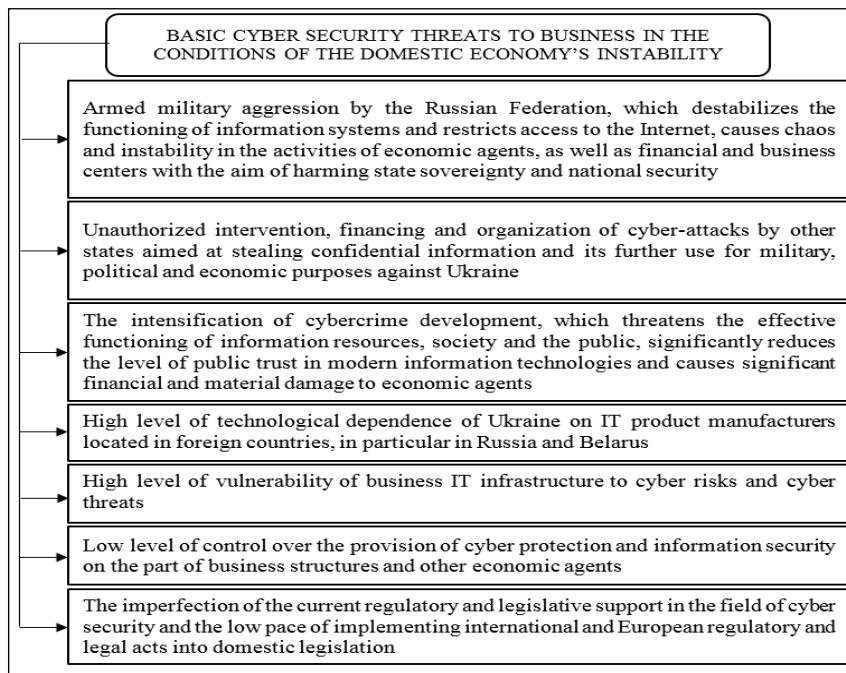 BASIC CYBER SECURITY THREATS TO BUSINESS IN THE
CONDITIONS OF THE DOMESTIC ECONOMY'S INSTABILITY
Armed military aggression by the Russian Federation, which destabilizes the
functioning of information systems and restricts access to the Internet, causes chaos
and instability in the activities of economic agents, as well as financial and business
centers with the aim of harming state sovereignty and national security
Unauthorized intervention, financing and organization of cyber-attacks by other
states aimed at stealing confidential information and its further use for military,
political and economic purposes against Ukraine
The intensification of cybercrime development, which threatens the effective
functioning of information resources, society and the public, significantly reduces
the level of public trust in modern information technologies and causes significant
financial and material damage to economic agents
High level of technological dependence of Ukraine on IT product manufacturers
located in foreign countries, in particular in Russia and Belarus
High level of vulnerability of business IT infrastructure to cyber risks and cyber
threats
Low level of control over the provision of cyber protection and information security
on the part of business structures and other economic agents
The imperfection of the current regulatory and legislative support in the field of cyber
security and the low pace of implementing international and European regulatory and
legal acts into domestic legislation